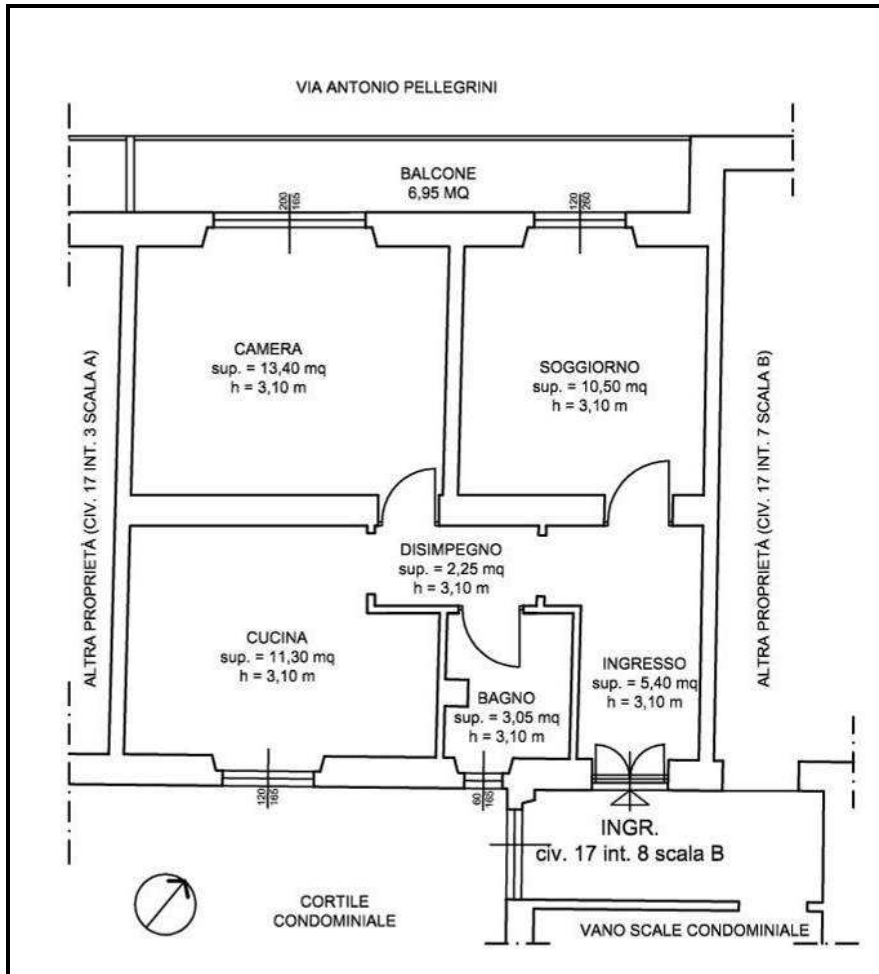 VIA ANTONIO PELLEGRINI
BALCONE
6,95 MQ
200
165
120
260
CAMERA
sup. = 13,40 mq
h = 3,10 m
SOGGIORNO
sup. = 10,50 mq
h = 3,10 m
ALTRA PROPRIETÀ (CIV. 17 INT. 3 SCALA A)
ALTRA PROPRIETÀ (CIV. 17 INT. 7 SCALA B)
DISIMPEGNO
sup. = 2,25 mq
h = 3,10 m
CUCINA
sup. = 11,30 mq
h = 3,10 m
BAGNO
sup. = 3,05 mq
h = 3,10 m
INGRESSO
sup. = 5,40 mq
h = 3,10 m
120
165
60
165
INGR.
civ. 17 int. 8 scala B
CORTILE
CONDOMINIALE
VANO SCALE CONDOMINIALE